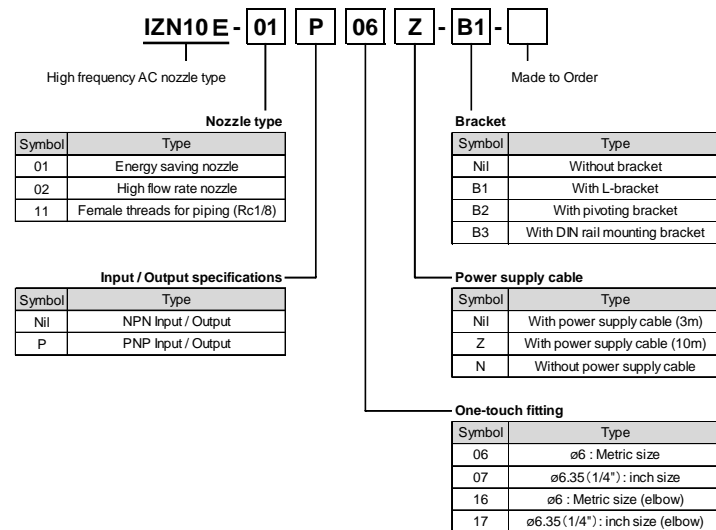 IZN10E-01 P 06 Z-B1-
High frequency AC nozzle type
Made to Order
Nozzle type
Symbol Type
01 Energy saving nozzle
02 High flow rate nozzle
11 Female threads for piping (Rc1/8)
Bracket
Symbol Type
Nil Without bracket
B1 With L-bracket
B2 With pivoting bracket
B3 With DIN rail mounting bracket
Input / Output specifications
Symbol Type
Nil NPN Input / Output
P PNP Input / Output
Power supply cable
Symbol Type
Nil With power supply cable (3m)
Z With power supply cable (10m)
N Without power supply cable
One-touch fitting
Symbol Type
06 ø6 : Metric size
07 ø6.35(1/4") : inch size
16 ø6 : Metric size (elbow)
17 ø6.35(1/4") : inch size (elbow)